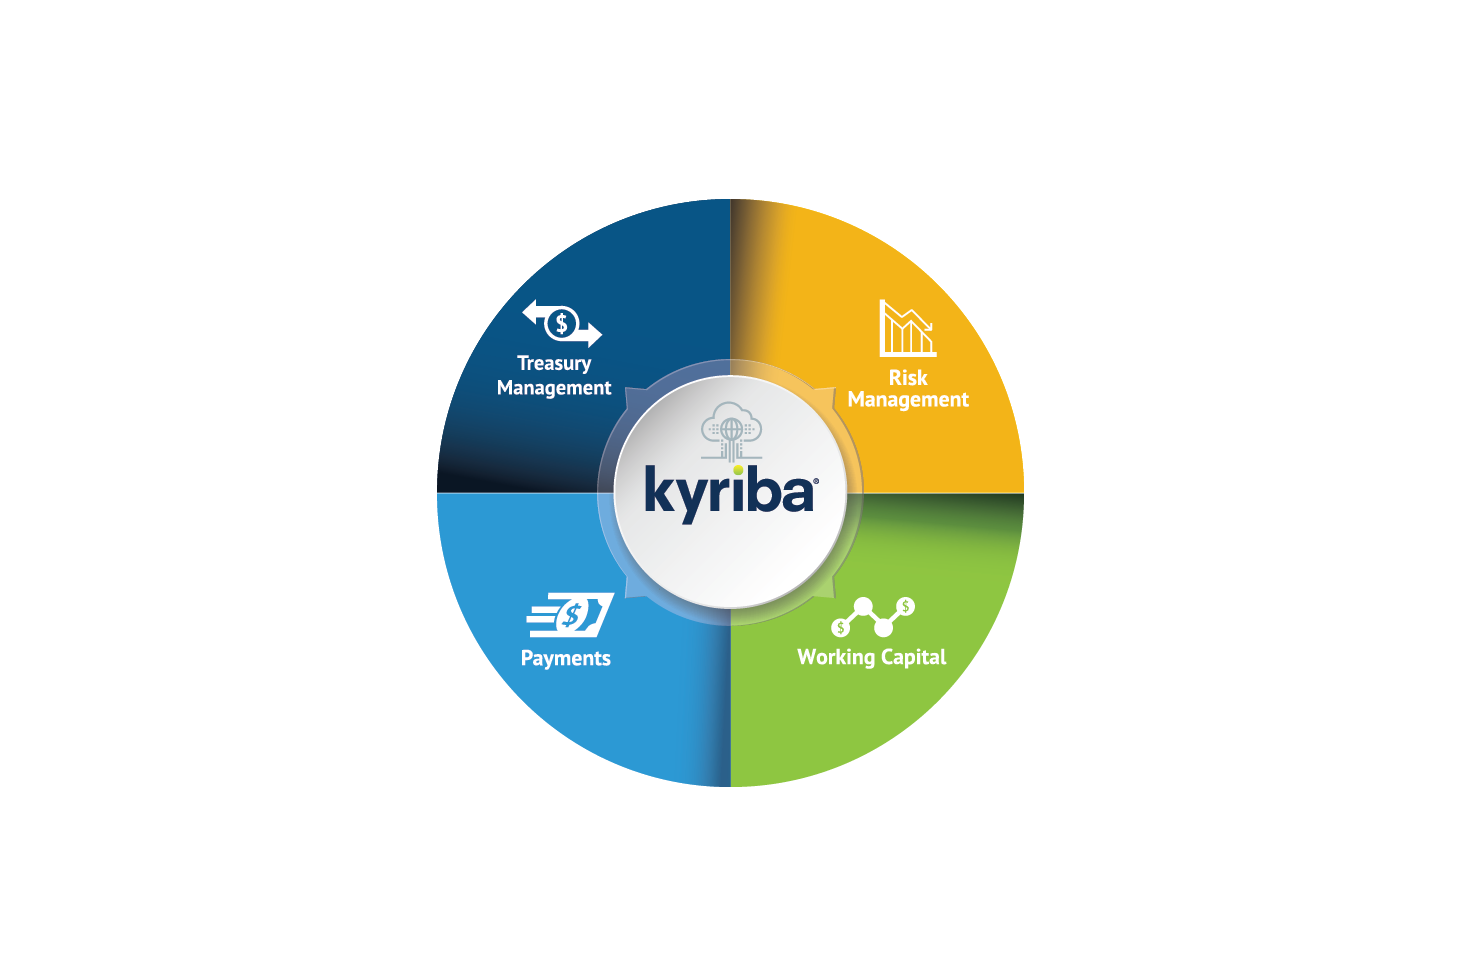 Treasury
Management
Risk
Management
kyriba®
Payments
$
$
Working Capital
$
$